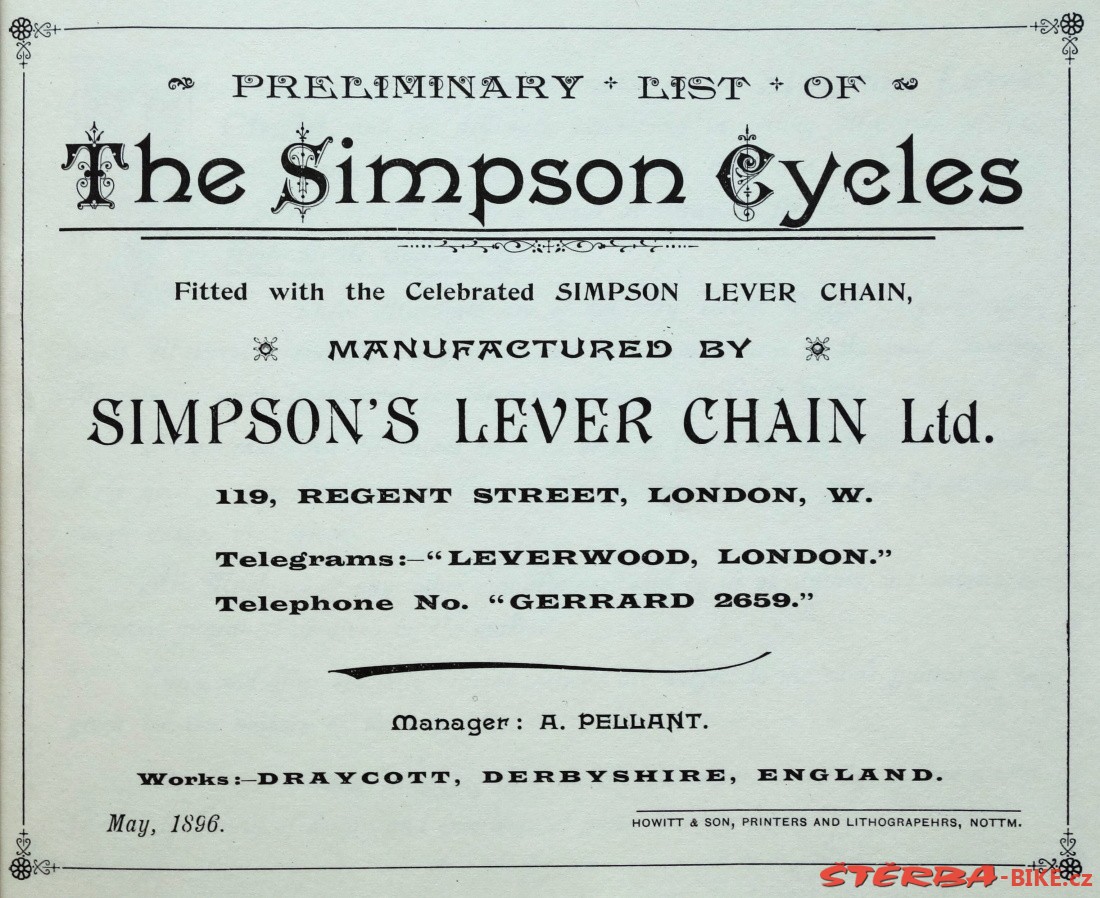 PRELIMINARY + LIST + OF
The Simpson Cycles
Fitted with the Celebrated SIMPSON LEVER CHAIN,
MANUFACTURED BY
SIMPSON'S LEVER CHAIN Ltd.
119, REGENT STREET, LONDON, W.
Telegrams:—"LEVERWOOD, LONDON."
Telephone No. "GERRARD 2659."
Manager: A. PELLANT.
Works:—DRAYCOTT, DERBYSHIRE, ENGLAND.
May, 1896.
HOWITT & SON, PRINTERS AND LITHOGRAPEHRS, NOTTM.
ŠTERBA-BIKE.cz